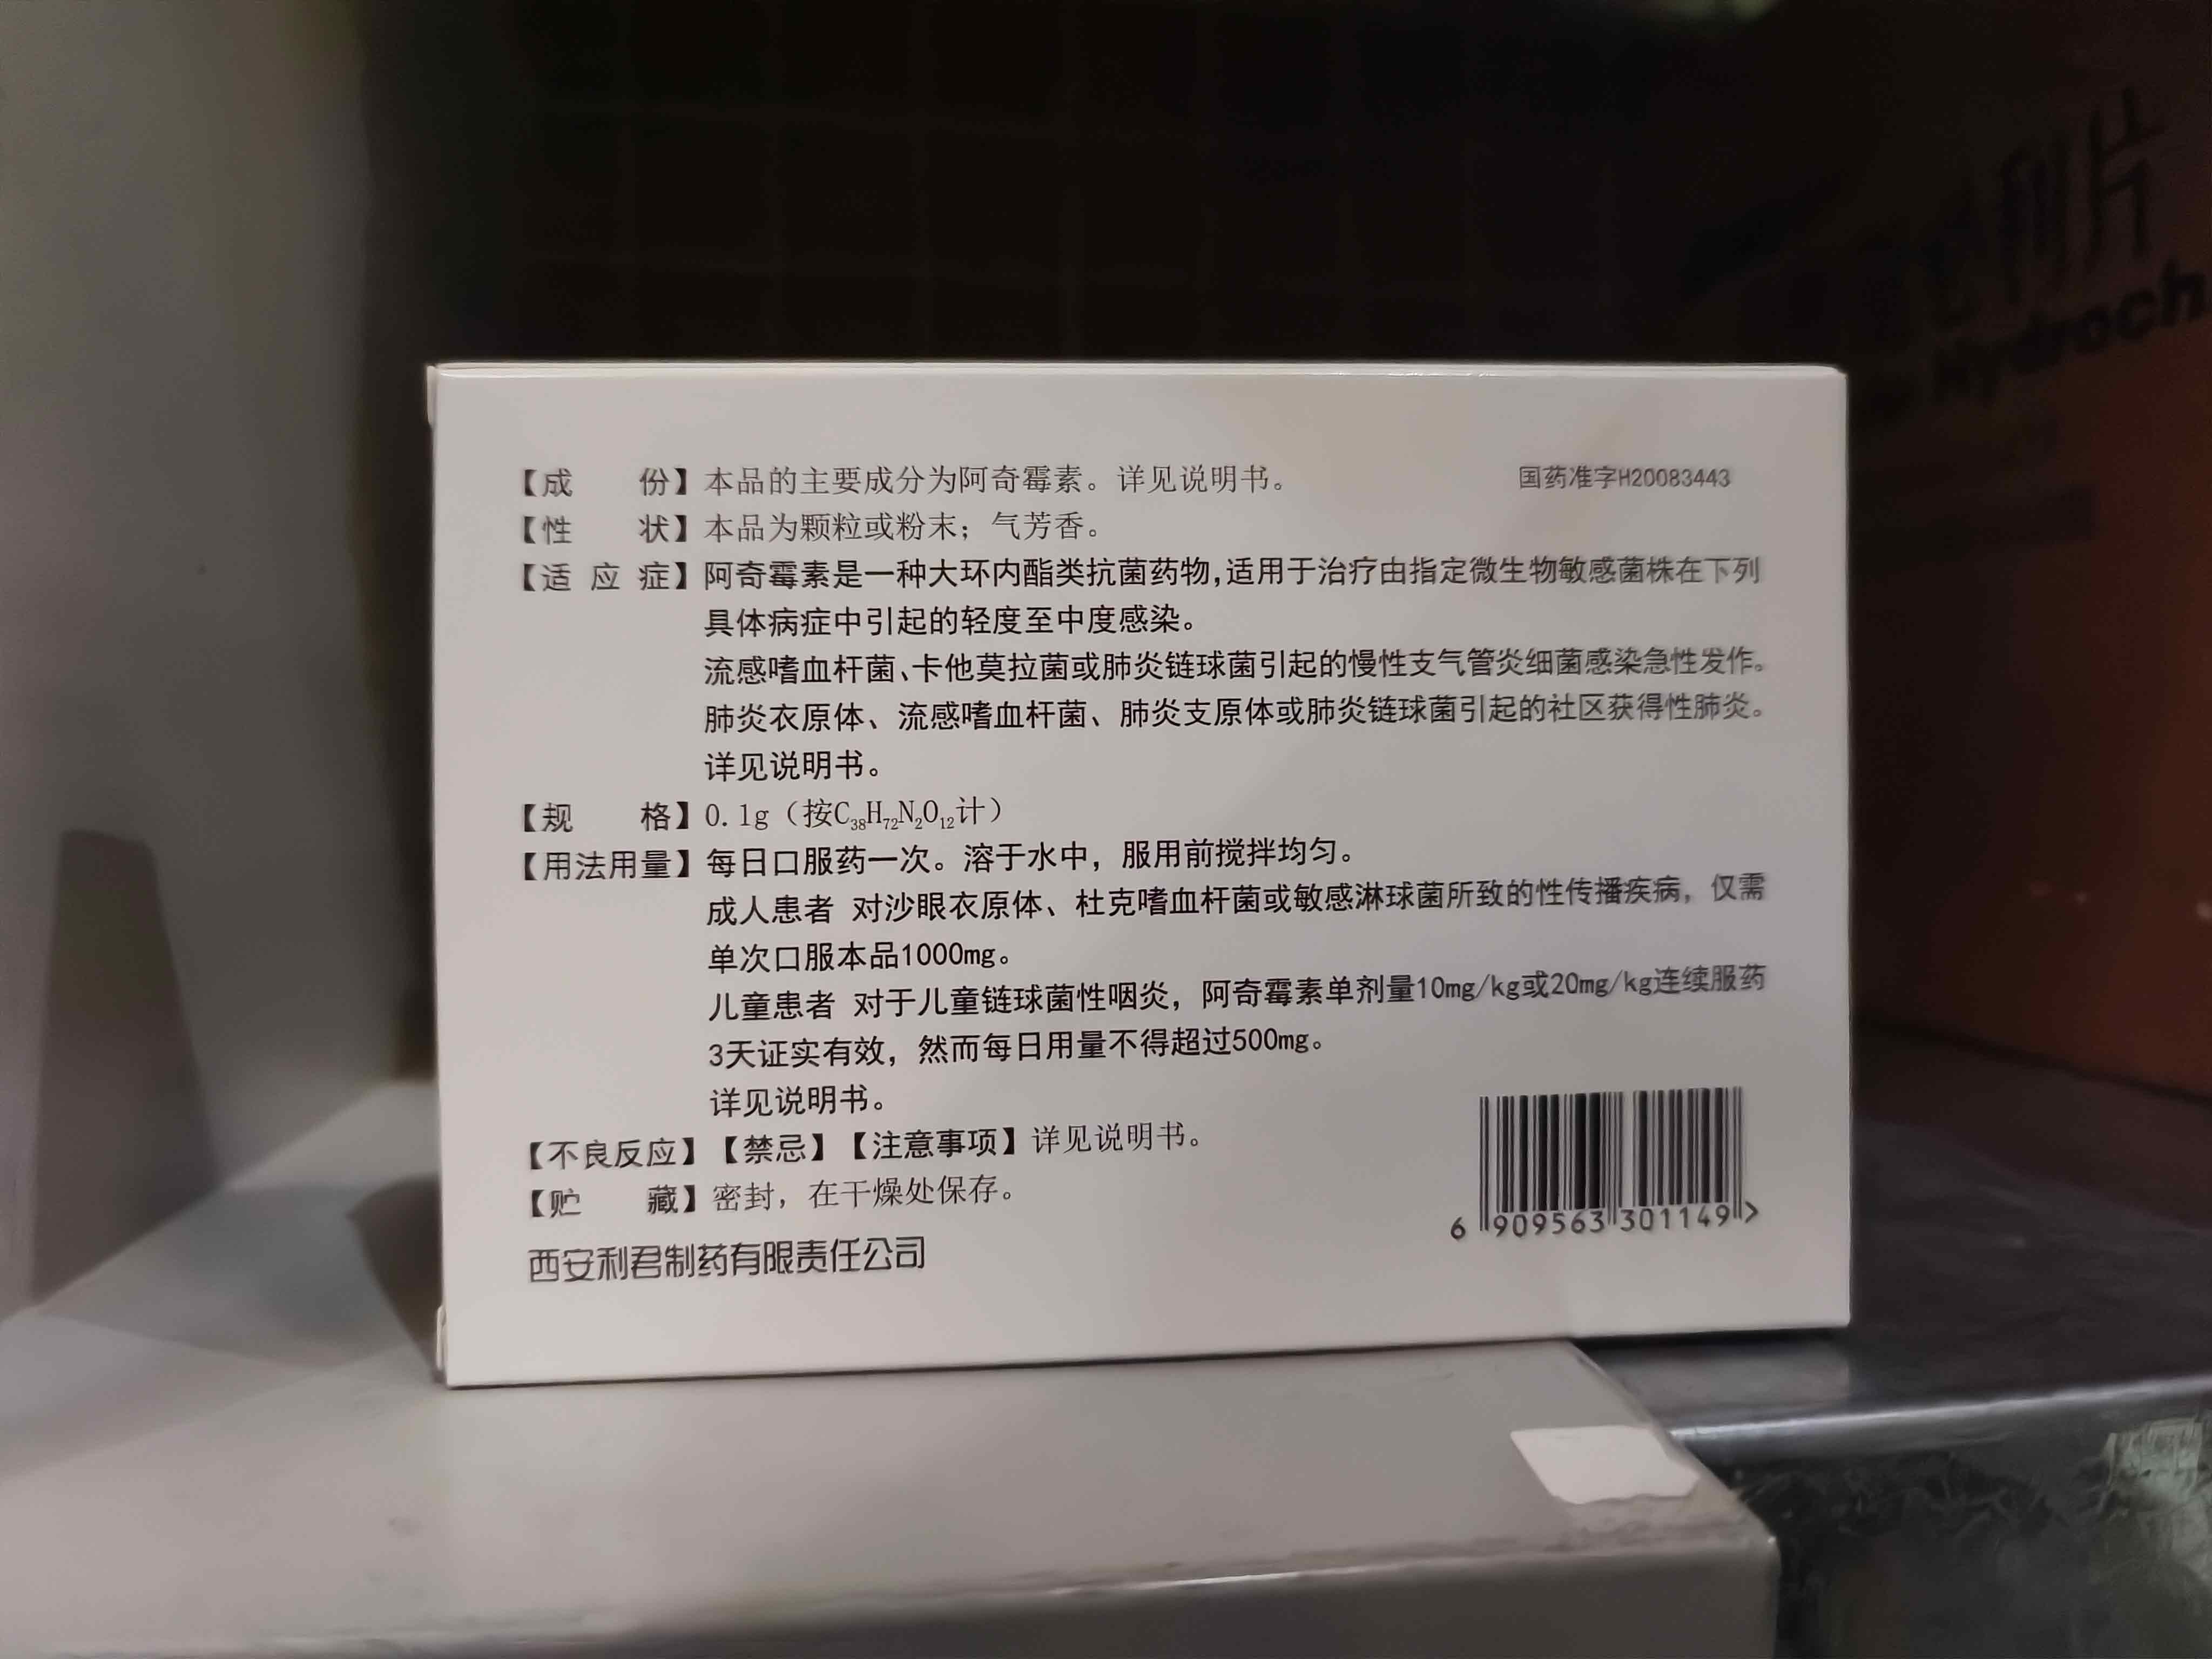 【成 份】本品的主要成分为阿奇霉素。详见说明书。 国药准字H20083443
【性 状】本品为颗粒或粉末；气芳香。
【适 应 症】阿奇霉素是一种大环内酯类抗菌药物,适用于治疗由指定微生物敏感菌株在下列
具体病症中引起的轻度至中度感染。
流感嗜血杆菌、卡他莫拉菌或肺炎链球菌引起的慢性支气管炎细菌感染急性发作。
肺炎衣原体、流感嗜血杆菌、肺炎支原体或肺炎链球菌引起的社区获得性肺炎。
详见说明书。
【规 格】0.1g（按C₃₈H₇₂N₂O₁₂计）
【用法用量】每日口服药一次。溶于水中，服用前搅拌均匀。
成人患者 对沙眼衣原体、杜克嗜血杆菌或敏感淋球菌所致的性传播疾病，仅需
单次口服本品1000mg。
儿童患者 对于儿童链球菌性咽炎，阿奇霉素单剂量10mg/kg或20mg/kg连续服药
3天证实有效，然而每日用量不得超过500mg。
详见说明书。
【不良反应】【禁忌】【注意事项】详见说明书。
【贮 藏】密封，在干燥处保存。
西安利君制药有限责任公司
6 909563 301149 >
利片
Hydroch